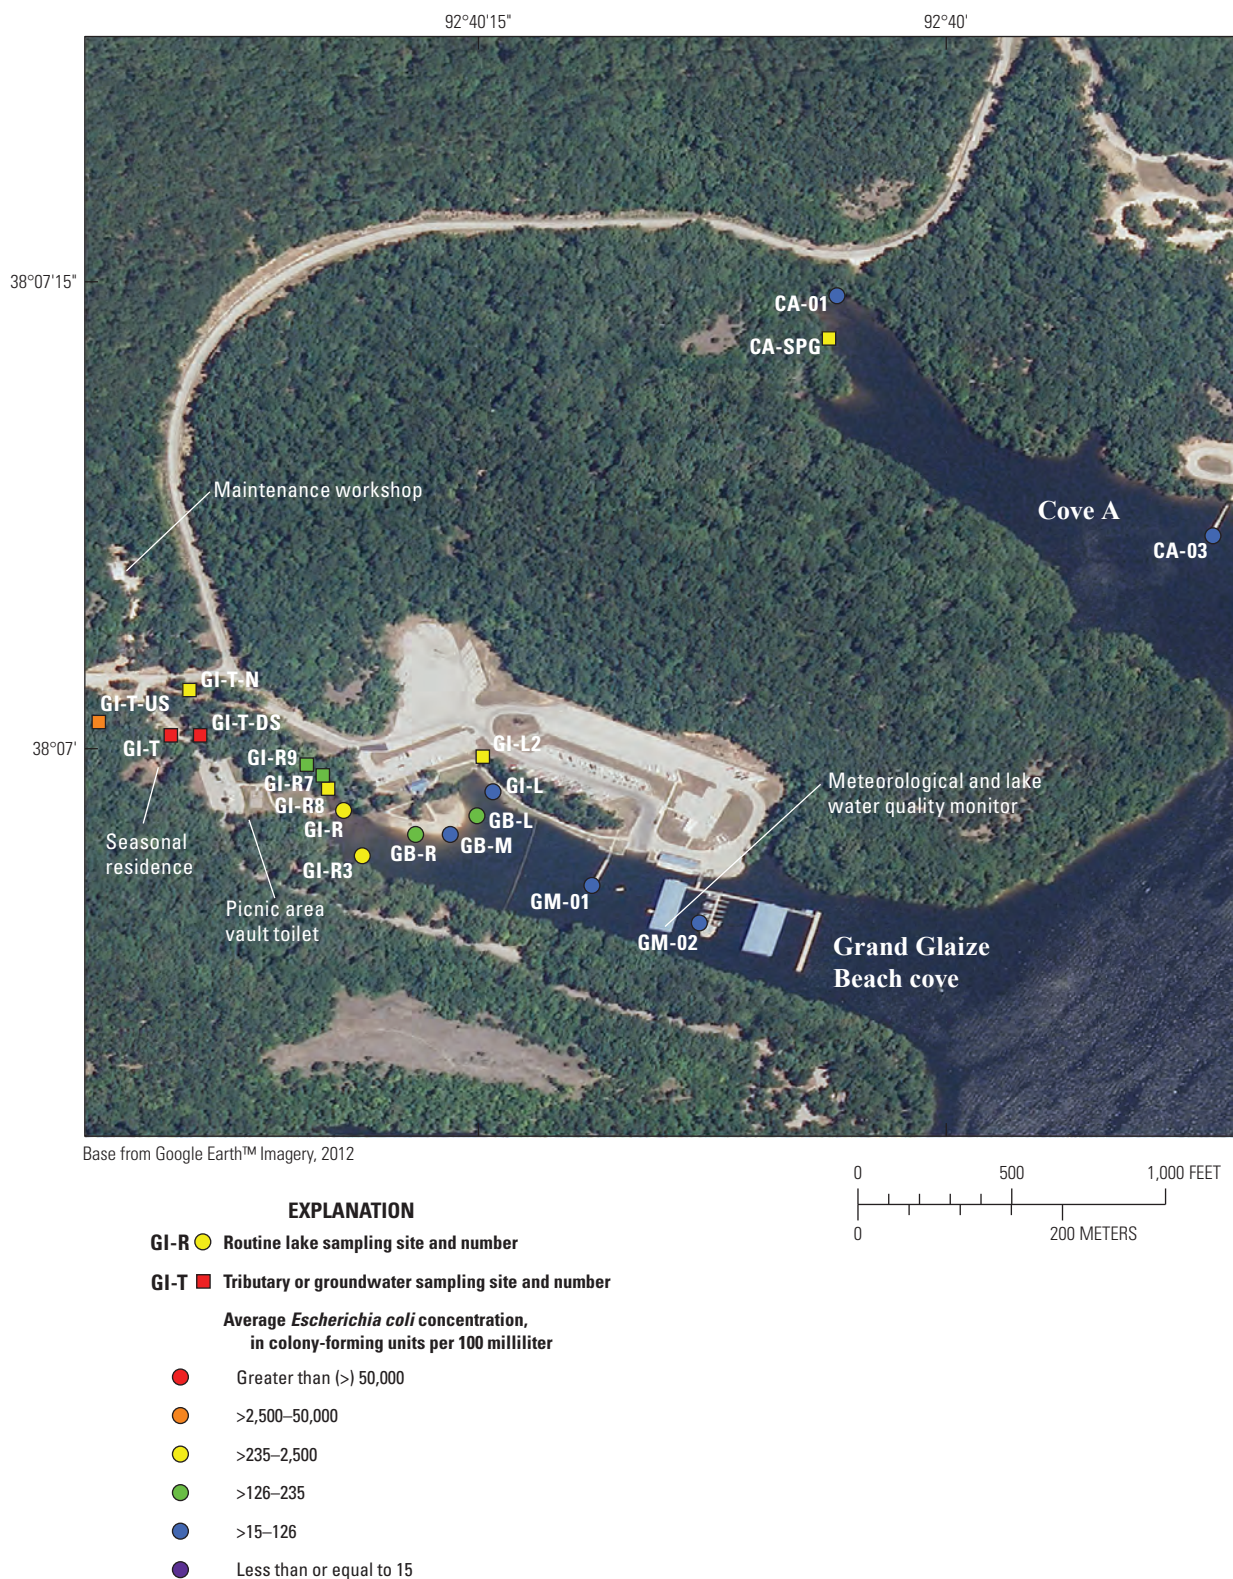 92°40'15"
92°40'
38°07'15"
CA-01
CA-SPG
Maintenance workshop
Cove A
CA-03
GI-T-N
GI-T-US
GI-T-DS
GI-T
38°07'
GI-R9
GI-L2
GI-R7
GI-L
GI-R8
Meteorological and lake
water quality monitor
GI-R
GB-L
Seasonal
residence
GB-R
GB-M
GI-R3
GM-01
Picnic area
vault toilet
GM-02
Grand Glaize
Beach cove
Base from Google Earth™ Imagery, 2012
0 500 1,000 FEET
0 200 METERS
EXPLANATION
GI-R Routine lake sampling site and number
GI-T Tributary or groundwater sampling site and number
Average Escherichia coli concentration,
in colony-forming units per 100 milliliter
Greater than (>) 50,000
>2,500–50,000
>235–2,500
>126–235
>15–126
Less than or equal to 15